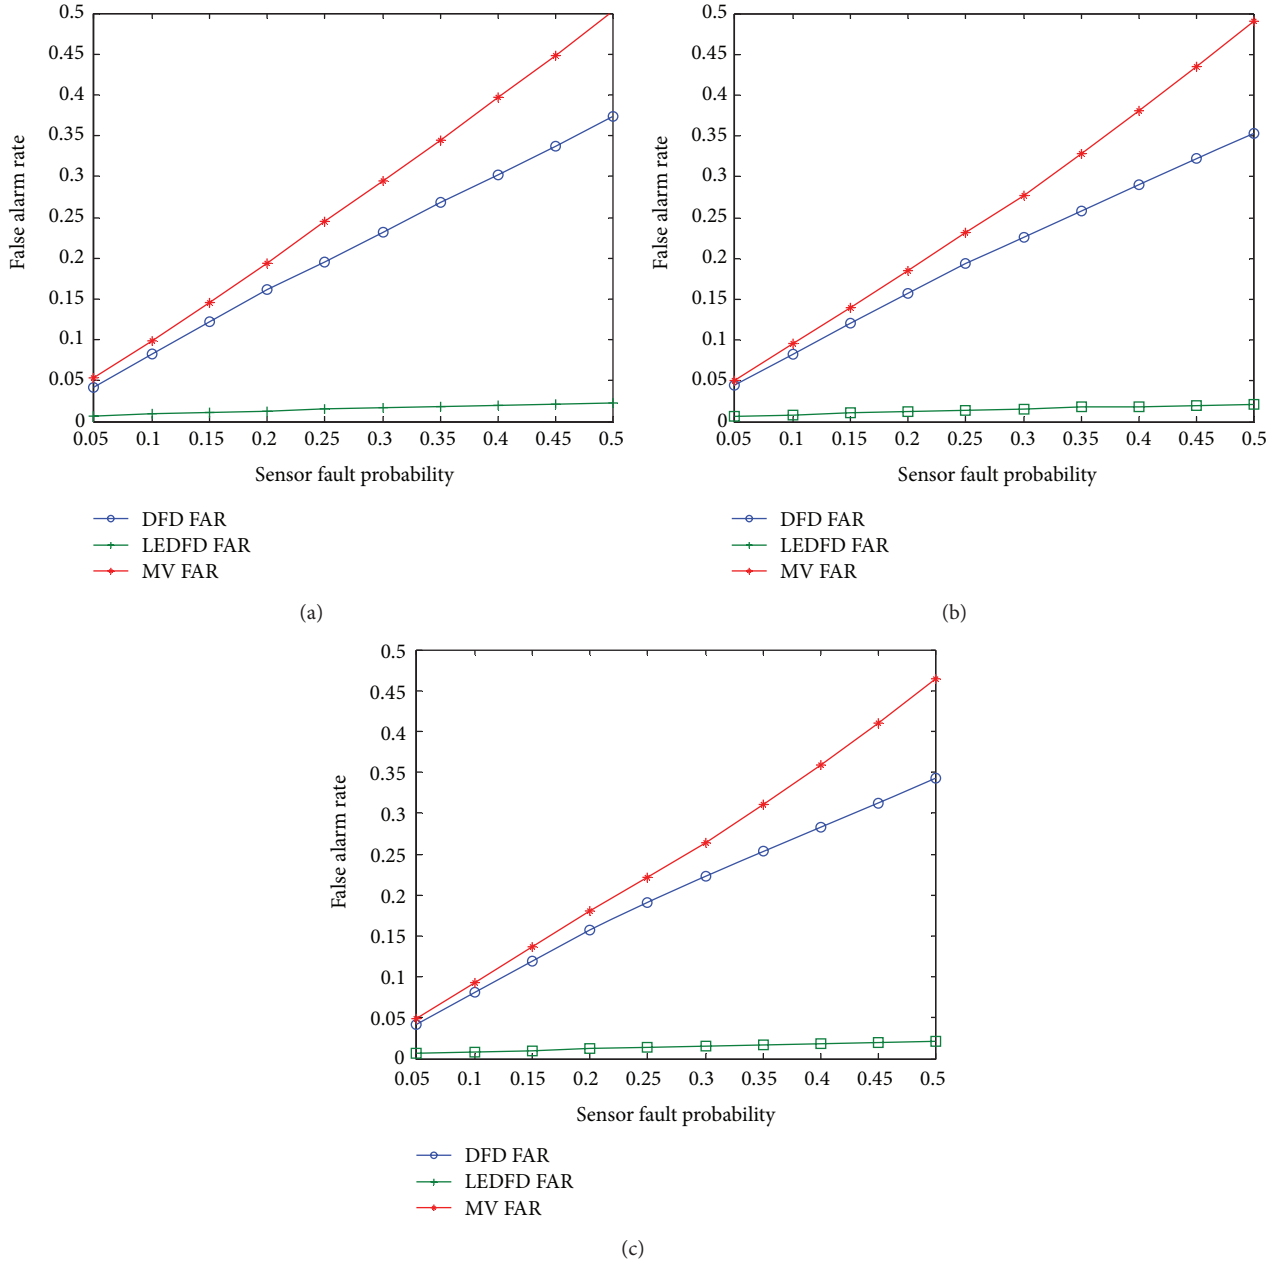 0.5
0.45
0.4
0.35
0.3
0.25
0.2
0.15
0.1
0.05
0
False alarm rate
0.05 0.1 0.15 0.2 0.25 0.3 0.35 0.4 0.45 0.5
Sensor fault probability
DFD FAR
LEDFD FAR
MV FAR
(a)
0.5
0.45
0.4
0.35
0.3
0.25
0.2
0.15
0.1
0.05
0
False alarm rate
0.05 0.1 0.15 0.2 0.25 0.3 0.35 0.4 0.45 0.5
Sensor fault probability
DFD FAR
LEDFD FAR
MV FAR
(b)
0.5
0.45
0.4
0.35
0.3
0.25
0.2
0.15
0.1
0.05
0
False alarm rate
0.05 0.1 0.15 0.2 0.25 0.3 0.35 0.4 0.45 0.5
Sensor fault probability
DFD FAR
LEDFD FAR
MV FAR
(c)